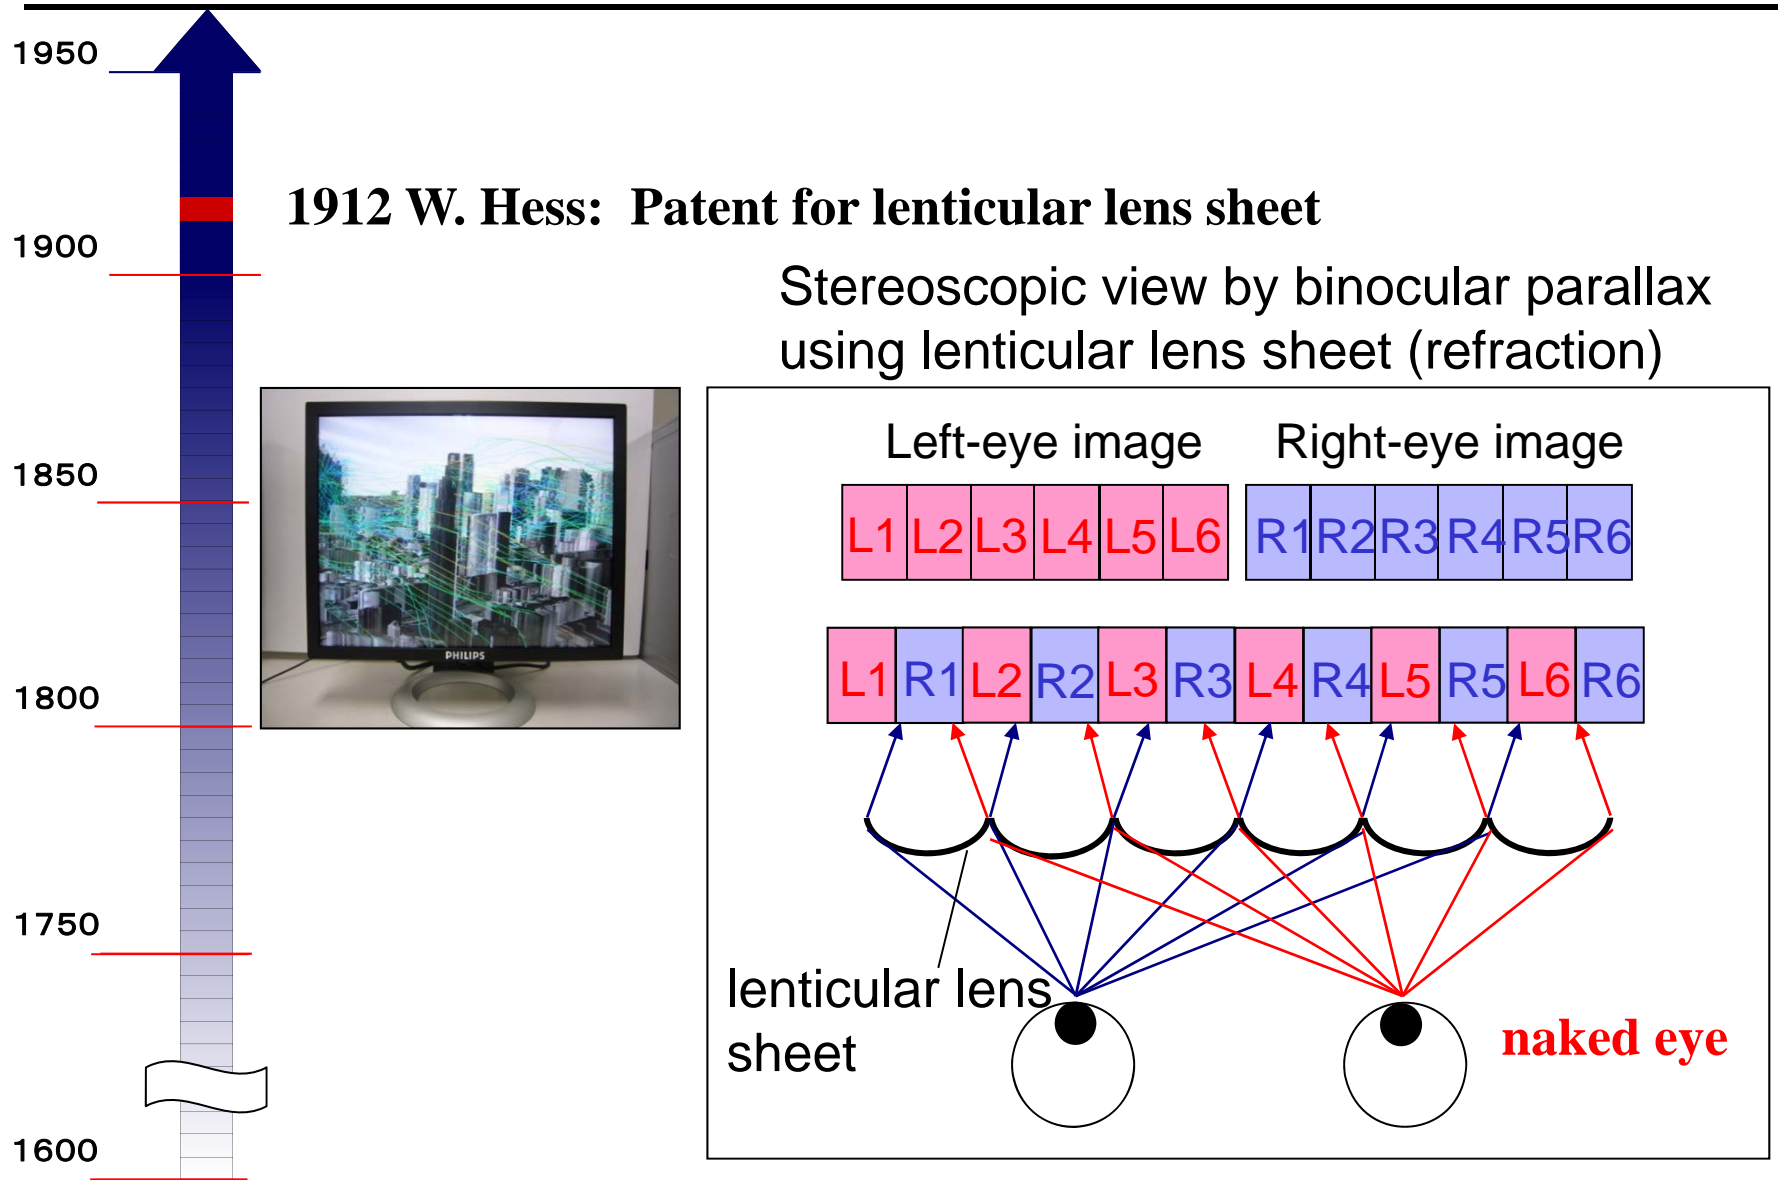 1950
1912 W. Hess: Patent for lenticular lens sheet
1900
Stereoscopic view by binocular parallax
using lenticular lens sheet (refraction)
1850
1800
1750
1600
PHILIPS
Left-eye image Right-eye image
L1 L2 L3 L4 L5 L6 R1 R2 R3 R4 R5 R6
L1 R1 L2 R2 L3 R3 L4 R4 L5 R5 L6 R6
lenticular lens
sheet
naked eye